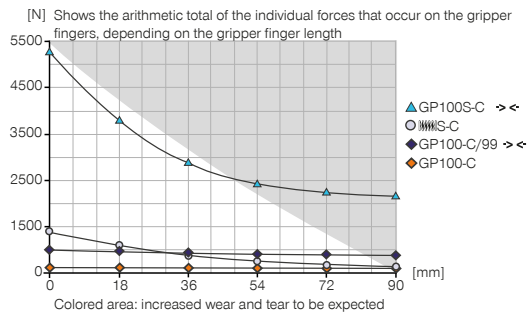 [N] Shows the arithmetic total of the individual forces that occur on the gripper
fingers, depending on the gripper finger length
5500
4500
3500
2500
1500
0
0 18 36 54 72 90 [mm]
GP100S-C
S-C
GP100-C/99
GP100-C
Colored area: increased wear and tear to be expected